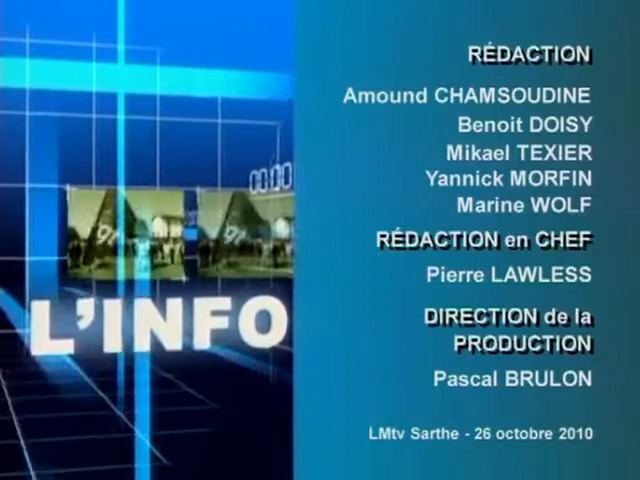 RÉDACTION
Amound CHAMSOUDINE
Benoit DOISY
Mikael TEXIER
Yannick MORFIN
Marine WOLF
RÉDACTION en CHEF
Pierre LAWLESS
DIRECTION de la
PRODUCTION
Pascal BRULON
LMtv Sarthe - 26 octobre 2010
L'INFO